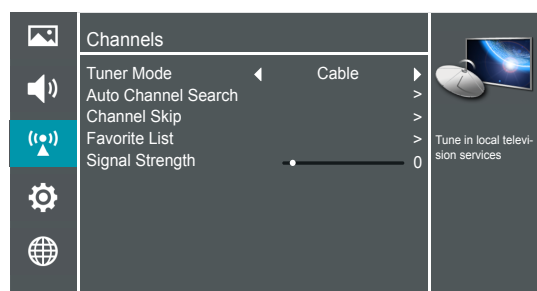 Channels
Tuner Mode Cable
Auto Channel Search >
Channel Skip >
Favorite List >
Signal Strength 0
Tune in local televi-
sion services